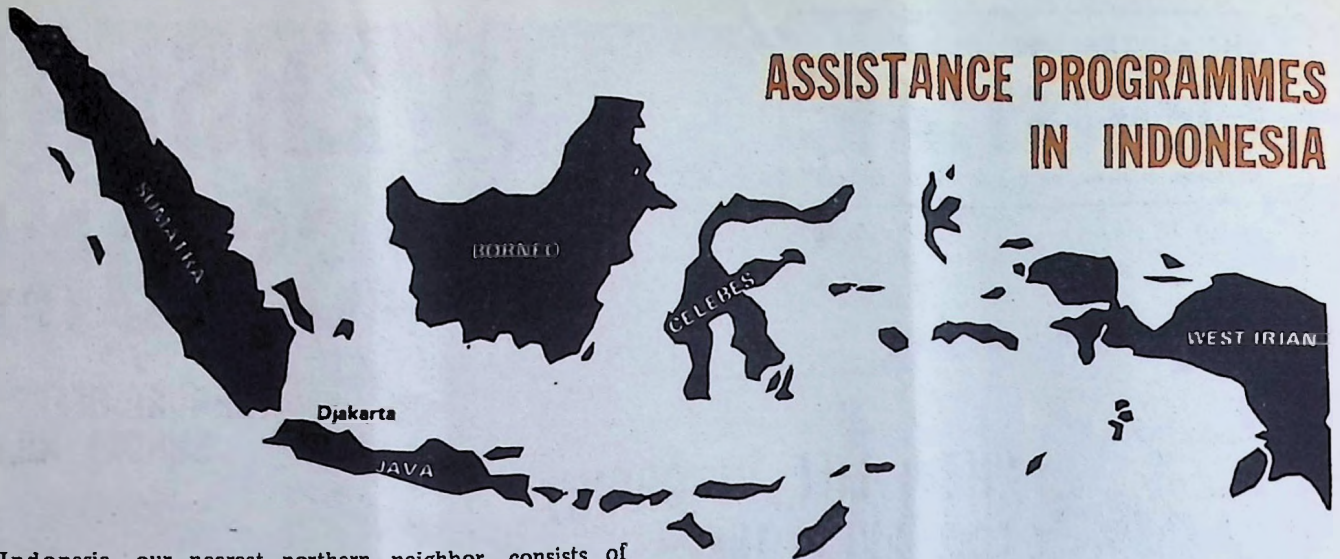 ASSISTANCE PROGRAMMES
IN INDONESIA
SUMATRA
BORNEO
CELEBES
WEST IRIAN
Djakarta
JAVA
Indonesia, our nearest northern neighbor, consists of